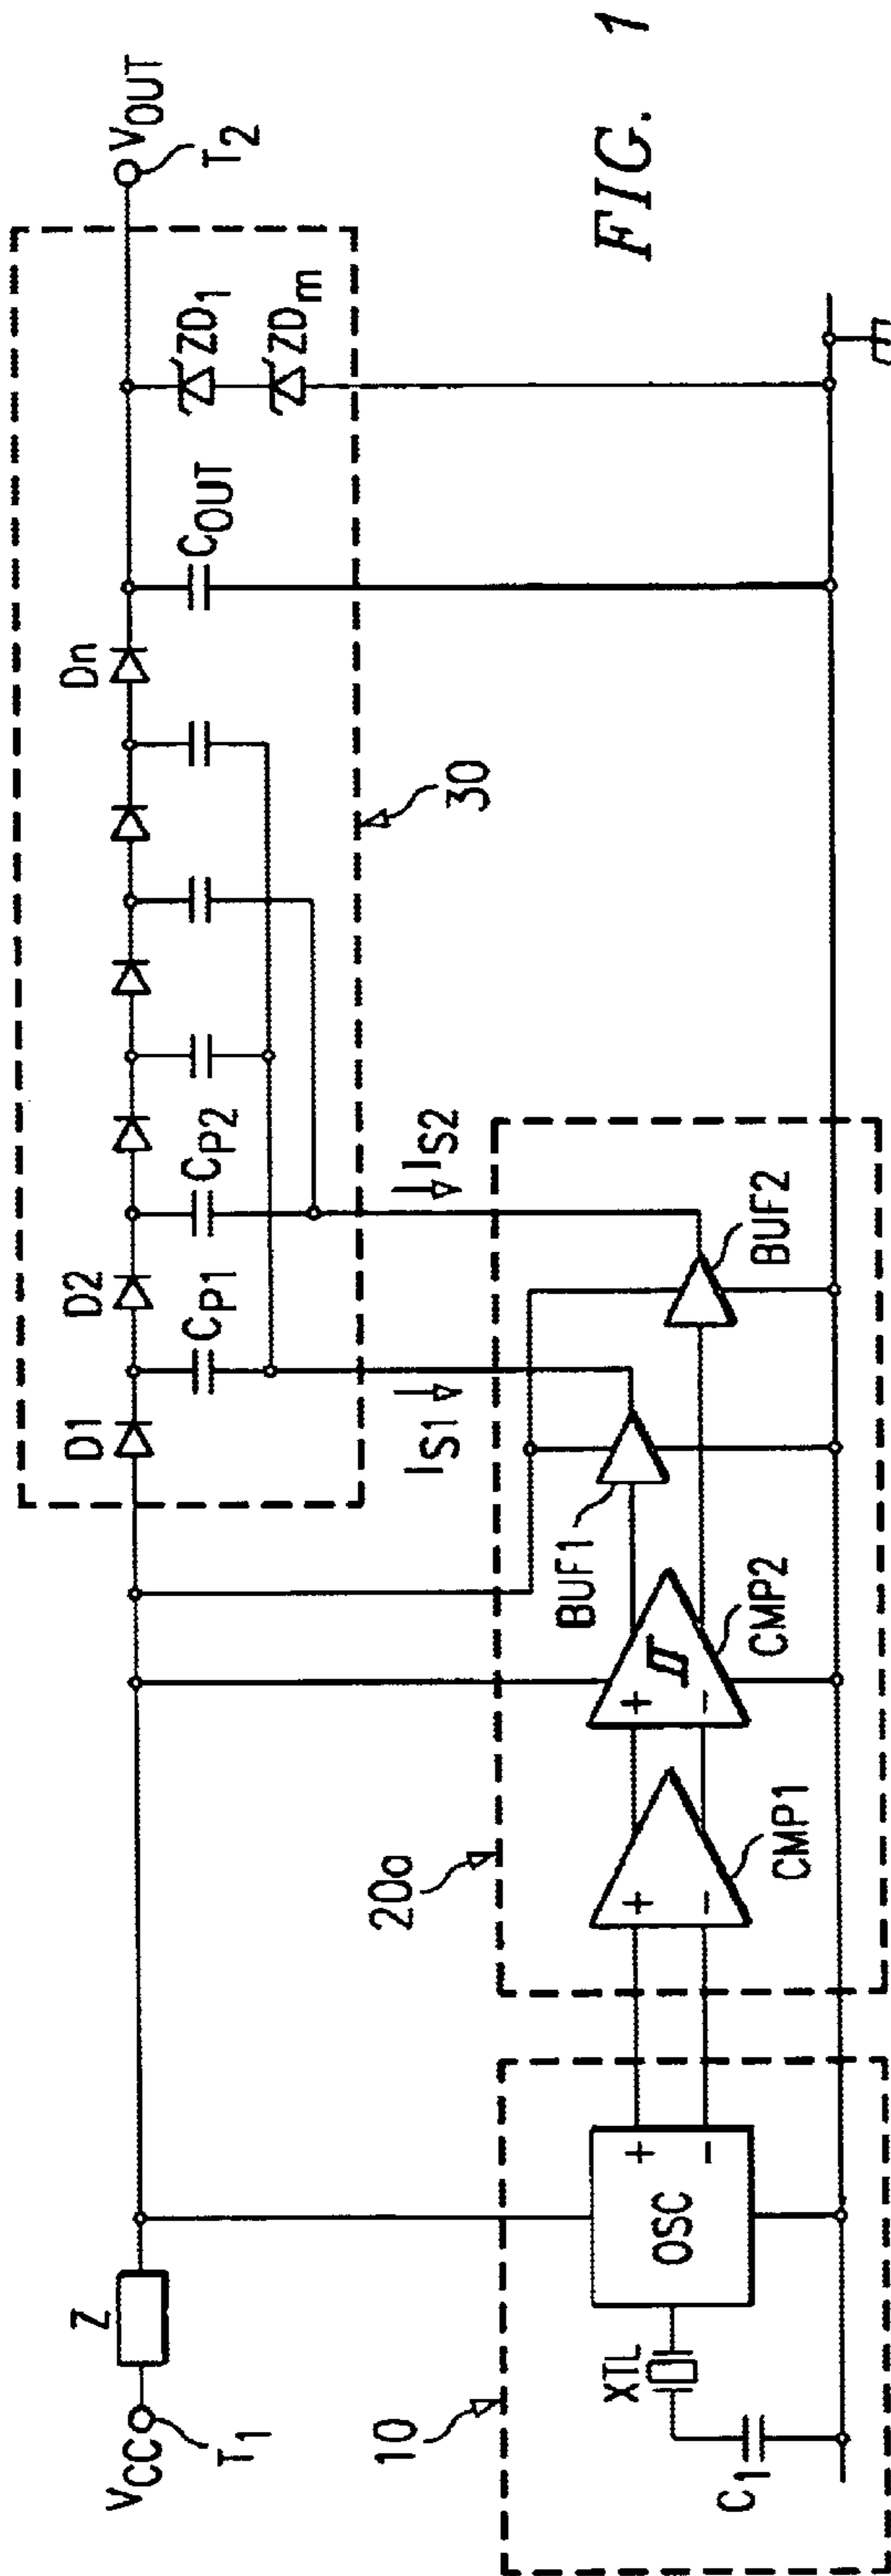 V_CC
T_1
Z
D1
D2
C_P1
C_P2
Dn
C_OUT
ZD_1
ZD_m
V_OUT
T_2
30
I_S1
I_S2
10
XTL
C_1
OSC
+
−
20a
+
−
CMP1
+
−
CMP2
BUF1
BUF2
FIG. 1